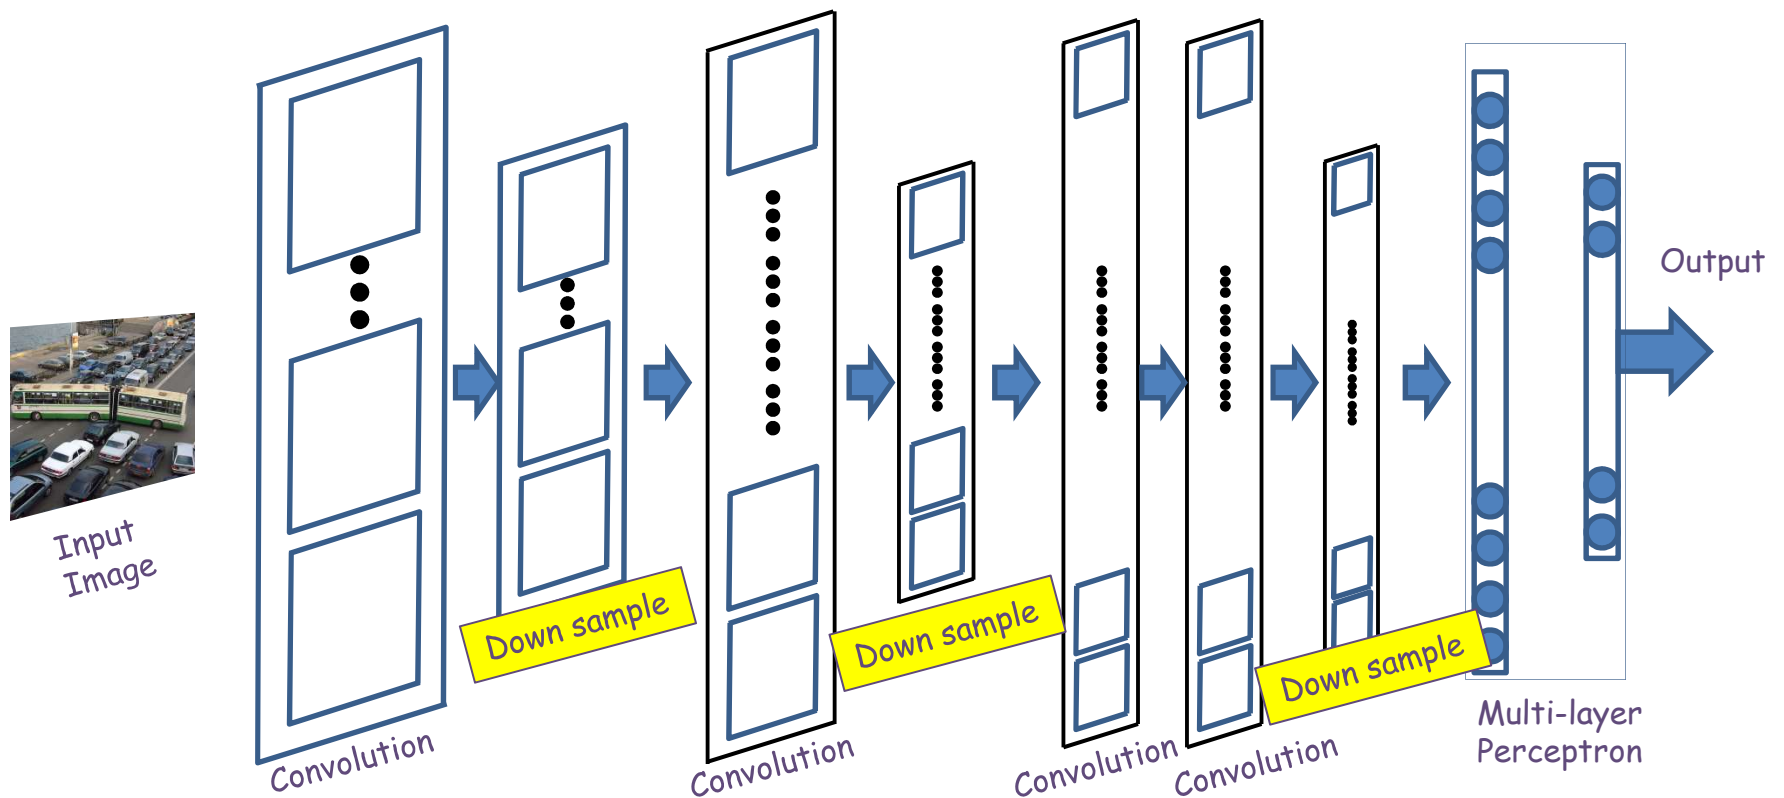 Input
Image
Convolution
Down sample
Convolution
Down sample
Convolution
Convolution
Down sample
Multi-layer
Perceptron
Output